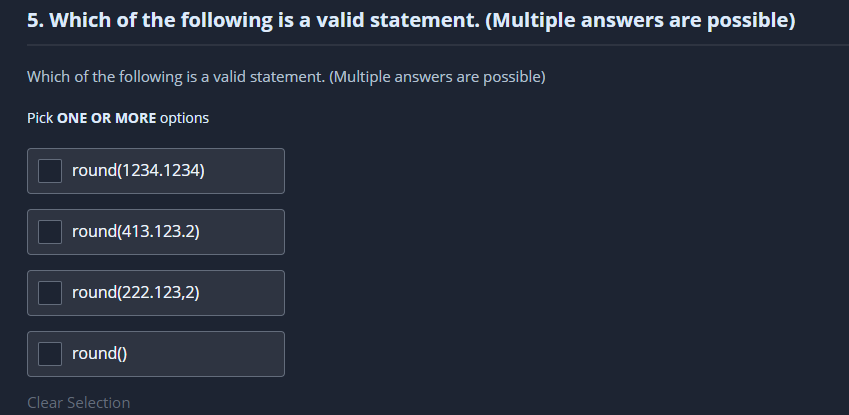 5. Which of the following is a valid statement. (Multiple answers are possible)
Which of the following is a valid statement. (Multiple answers are possible)
Pick ONE OR MORE options
round(1234.1234)
round(413.123.2)
round(222.123,2)
round()
Clear Selection